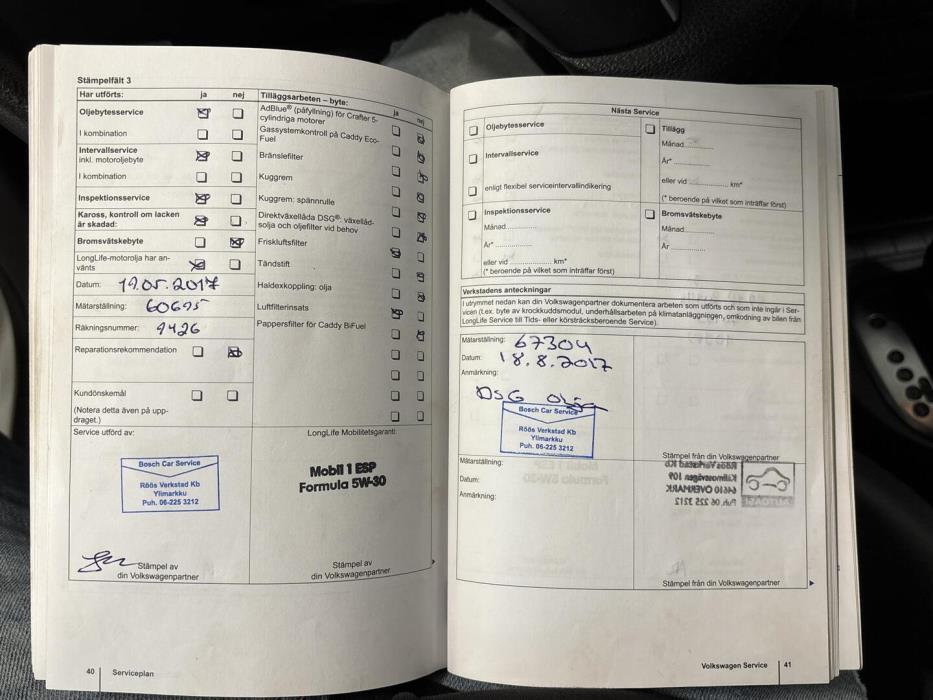 Stämpelfält 3
Har utförts: ja nej
Oljebytesservice
I kombination
Intervallservice
inkl. motoroljebyte
I kombination
Inspektionsservice
Kaross, kontroll om lacken
är skadad:
Bromsvätskebyte
LongLife-motorolja har an-
vänts
Datum: 19.05.2017
Mätarställning: 60695
Räkningsnummer: 9426
Reparationsrekommendation
Kundönskemål
(Notera detta även på upp-
draget.)
Service utförd av:
Bosch Car Service
Röös Verkstad Kb
Ylimarkku
Puh. 06-225 3212
Stämpel av
din Volkswagenpartner
Tilläggsarbeten – byte: ja nej
AdBlue® (påfyllning) för Crafter 5-
cylindriga motorer
Gassystemkontroll på Caddy Eco-
Fuel
Bränslefilter
Kuggrem
Kuggrem: spännrulle
Direktväxellåda DSG®: växellåd-
solja och oljefilter vid behov
Friskluftsfilter
Tändstift
Haldexkoppling: olja
Luftfilterinsats
Pappersfilter för Caddy BiFuel
LongLife Mobilitetsgaranti:
Mobil 1 ESP
Formula 5W-30
Stämpel av
din Volkswagenpartner
40 Serviceplan
Nästa Service
Oljebytesservice
Intervallservice
enligt flexibel serviceintervallindikering
Inspektionsservice
Månad
År*
eller vid km*
(* beroende på vilket som inträffar först)
Tillägg
Månad
År*
eller vid km*
(* beroende på vilket som inträffar först)
Bromsvätskebyte
Månad
År
Verkstadens anteckningar
I utrymmet nedan kan din Volkswagenpartner dokumentera arbeten som utförts och som inte ingår i Ser-
vicen (t.ex. byte av krockkuddsmodul, underhållsarbeten på klimatanläggningen, omkodning av bilen från
LongLife Service till Tids- eller körsträcksberoende Service).
Mätarställning: 67304
Datum: 18.8.2017
Anmärkning:
DSG olja
Bosch Car Service
Röös Verkstad Kb
Ylimarkku
Puh. 06-225 3212
Stämpel från din Volkswagenpartner
Mätarställning:
Datum:
Anmärkning:
Stämpel från din Volkswagenpartner
Volkswagen Service 41